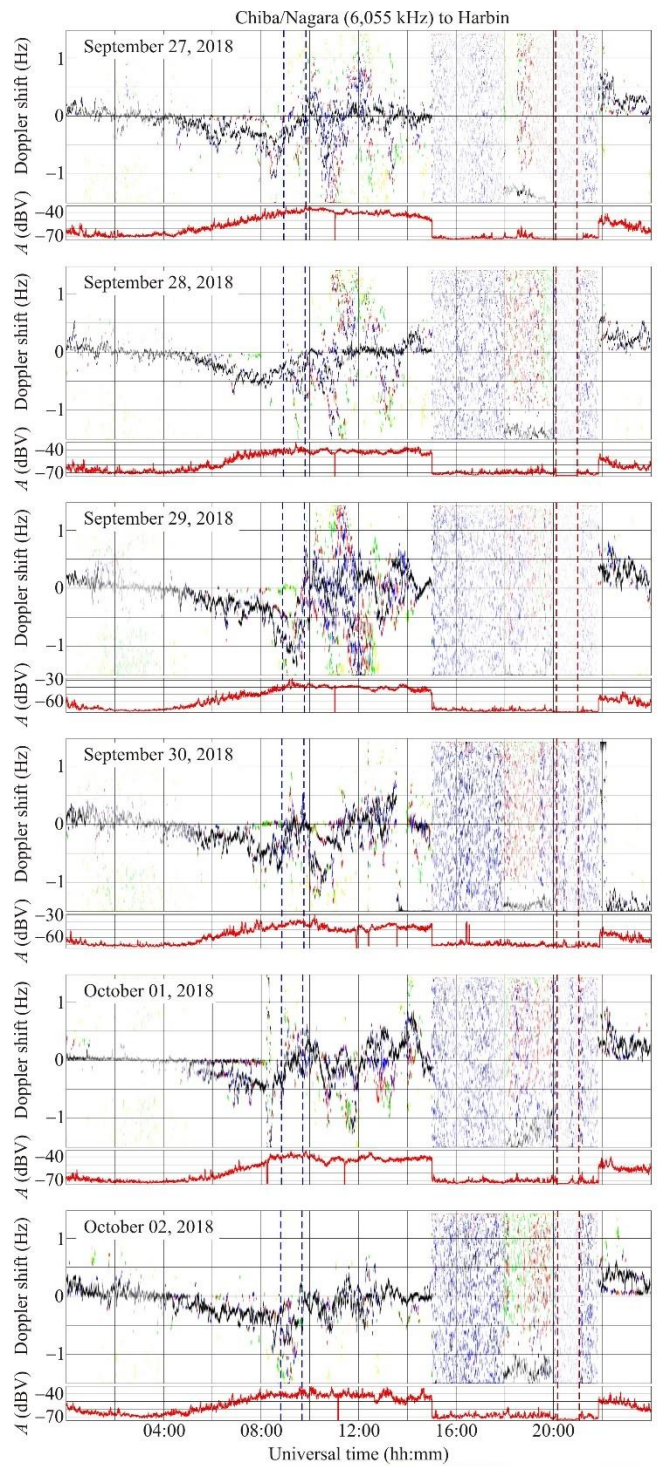 Chiba/Nagara (6,055 kHz) to Harbin
September 27, 2018
Doppler shift (Hz)
1
0
−1
A (dBV)
−40
−70
September 28, 2018
Doppler shift (Hz)
1
0
−1
A (dBV)
−40
−70
September 29, 2018
Doppler shift (Hz)
1
0
−1
A (dBV)
−30
−60
September 30, 2018
Doppler shift (Hz)
1
0
−1
A (dBV)
−30
−60
October 01, 2018
Doppler shift (Hz)
1
0
−1
A (dBV)
−40
−70
October 02, 2018
Doppler shift (Hz)
1
0
−1
A (dBV)
−40
−70
04:00 08:00 12:00 16:00 20:00
Universal time (hh:mm)